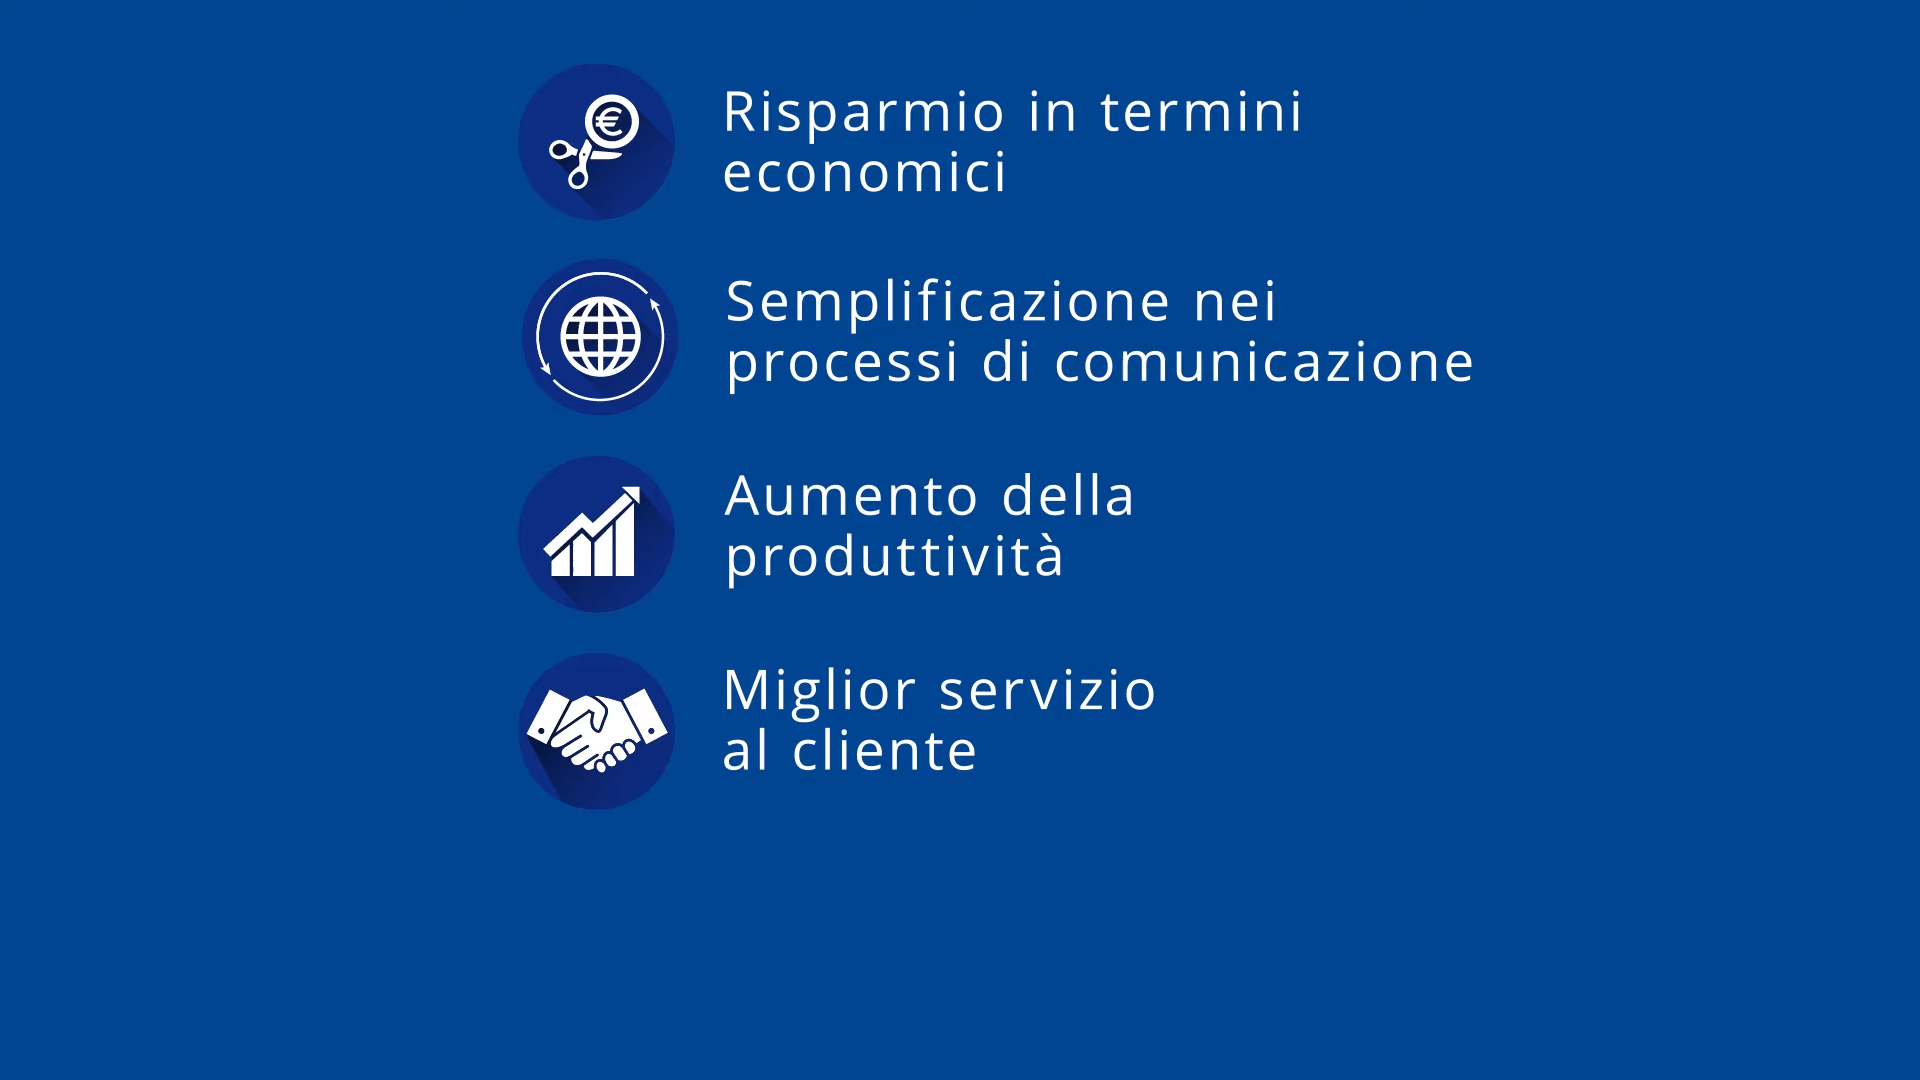 Risparmio in termini
economici
Semplificazione nei
processi di comunicazione
Aumento della
produttività
Miglior servizio
al cliente